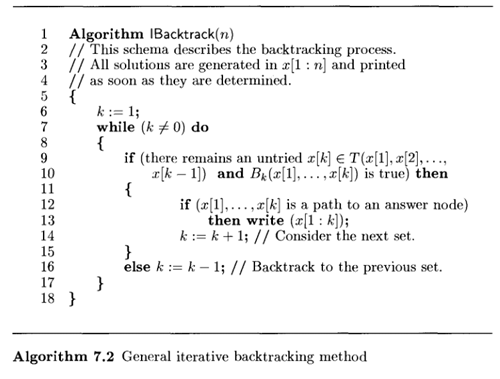 1 Algorithm IBacktrack(n)
2 // This schema describes the backtracking process.
3 // All solutions are generated in x[1 : n] and printed
4 // as soon as they are determined.
5 {
6 k := 1;
7 while (k ≠ 0) do
8 {
9 if (there remains an untried x[k] ∈ T(x[1], x[2], . . . ,
10 x[k − 1]) and Bk(x[1], . . . , x[k]) is true) then
11 {
12 if (x[1], . . . , x[k] is a path to an answer node)
13 then write (x[1 : k]);
14 k := k + 1; // Consider the next set.
15 }
16 else k := k − 1; // Backtrack to the previous set.
17 }
18 }
Algorithm 7.2 General iterative backtracking method